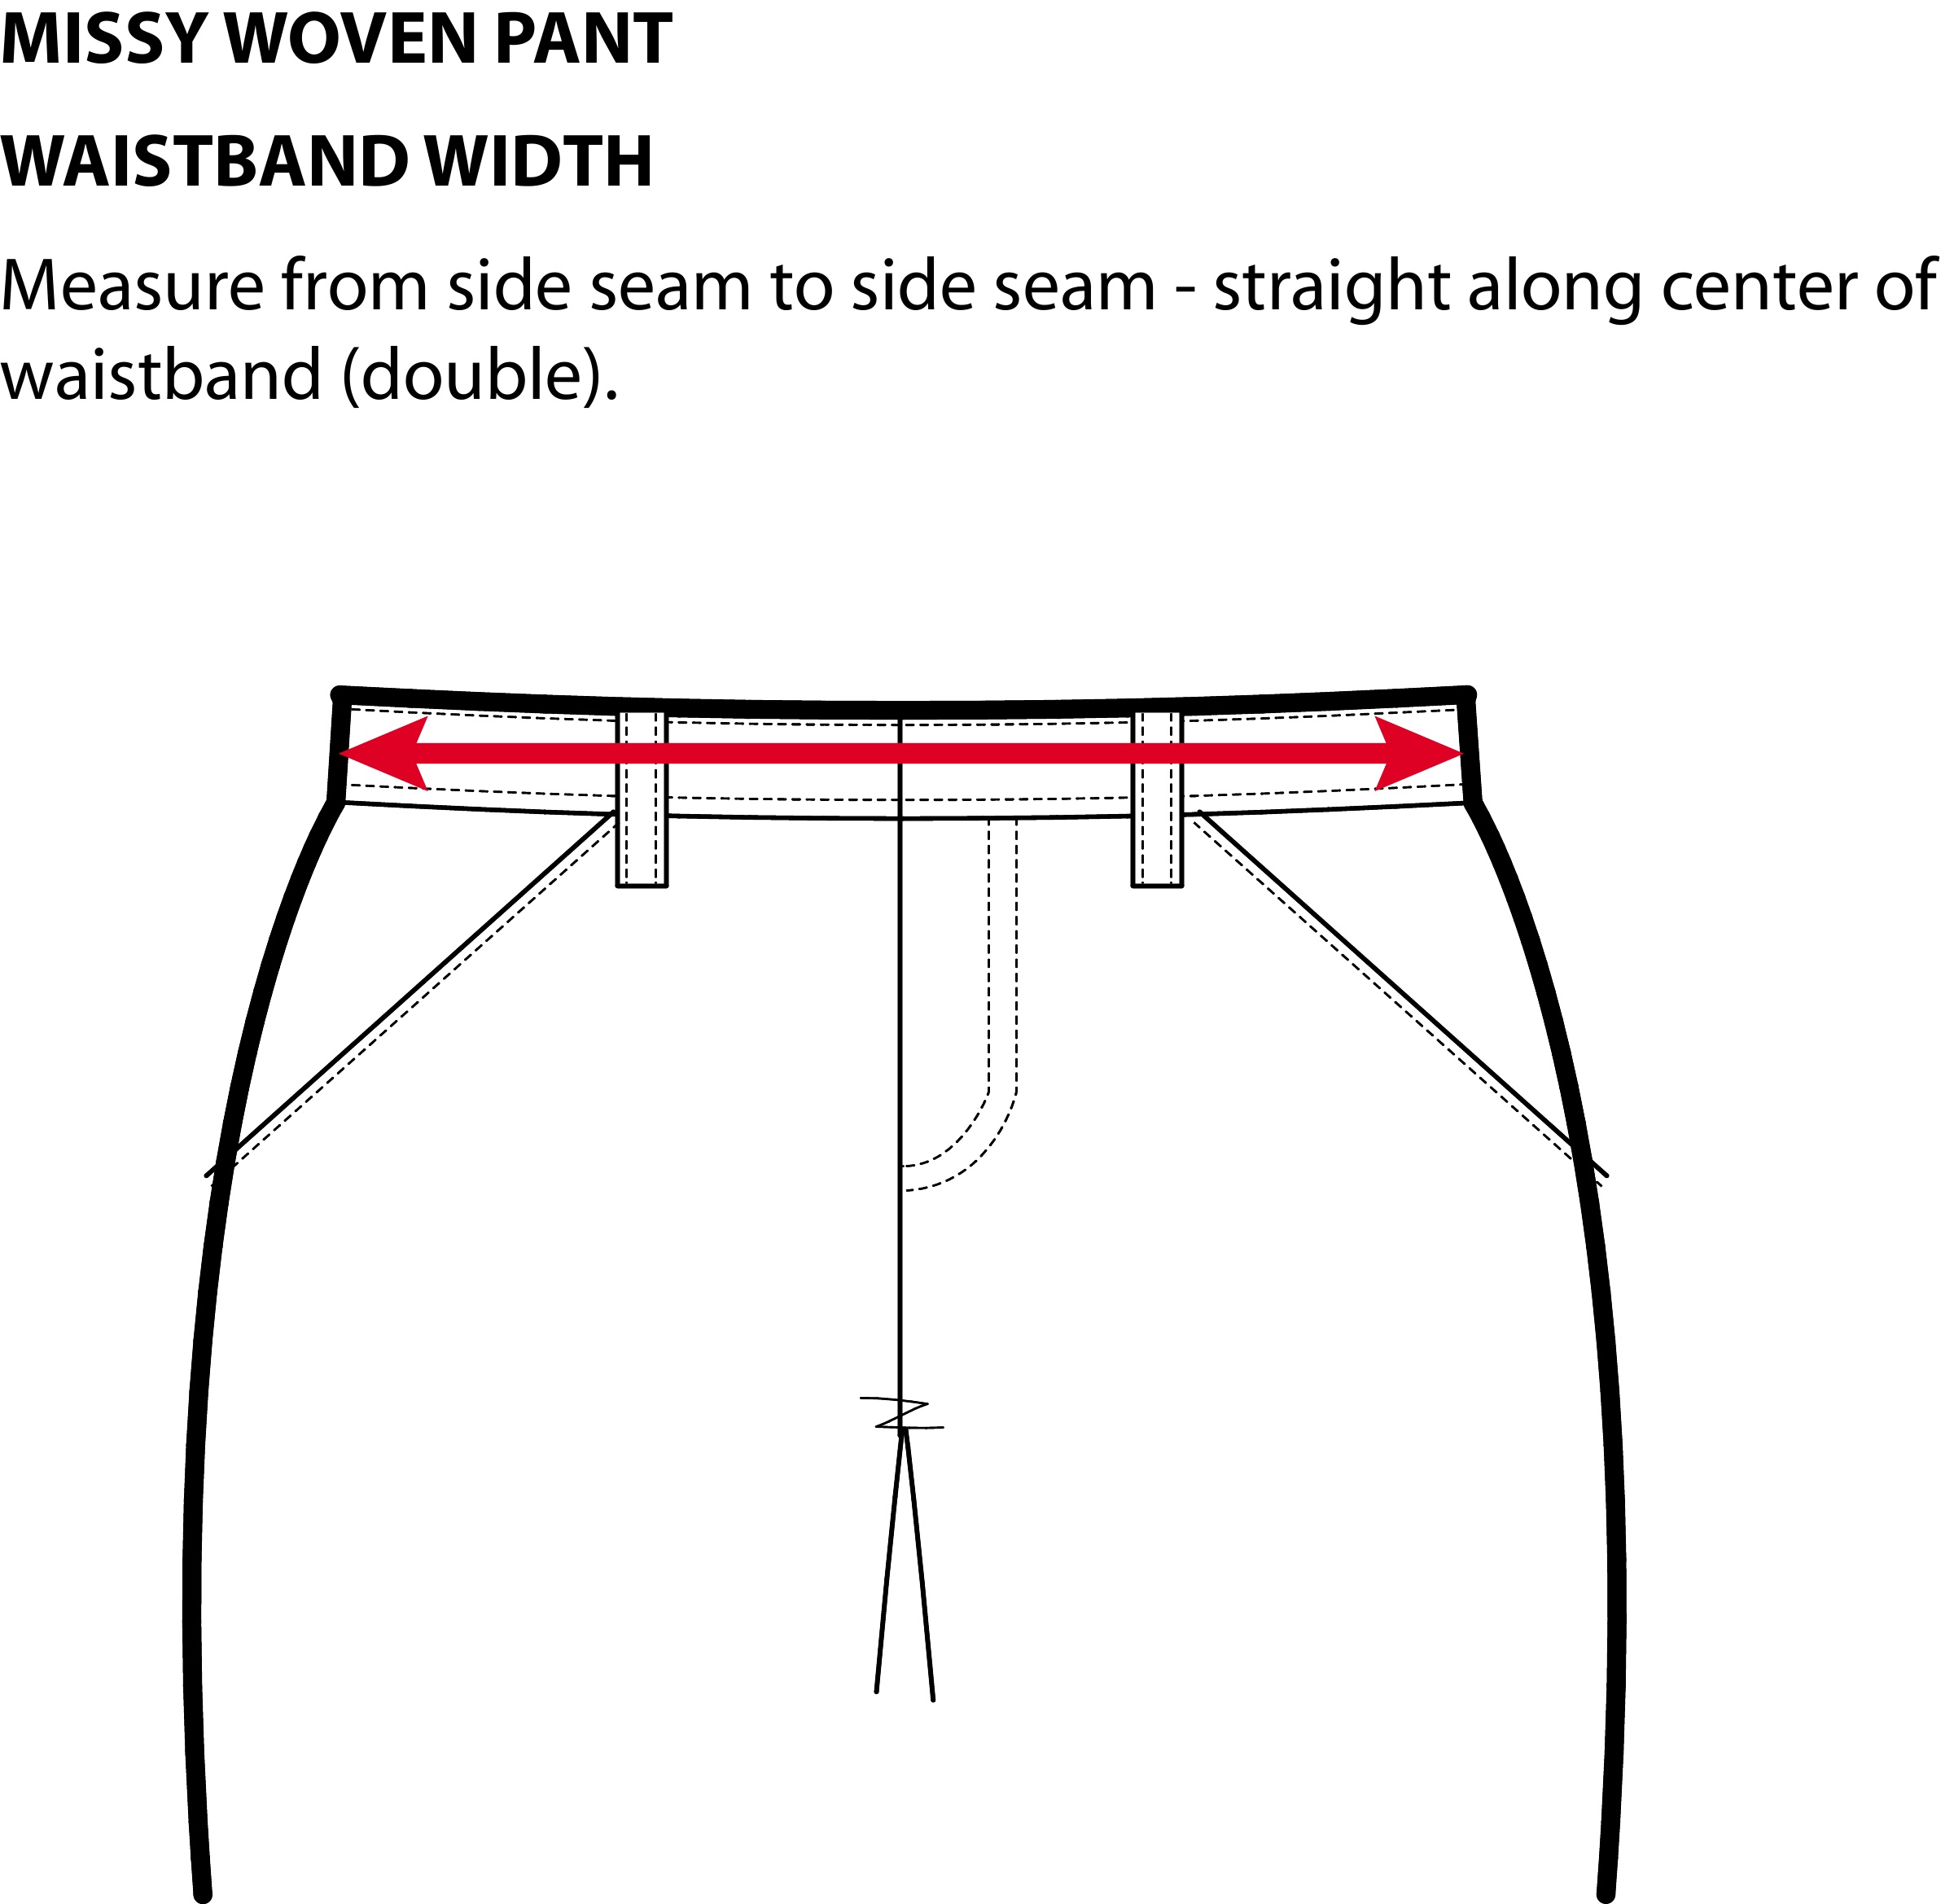 MISSY WOVEN PANT
WAISTBAND WIDTH
Measure from side seam to side seam - straight along center of
waistband (double).